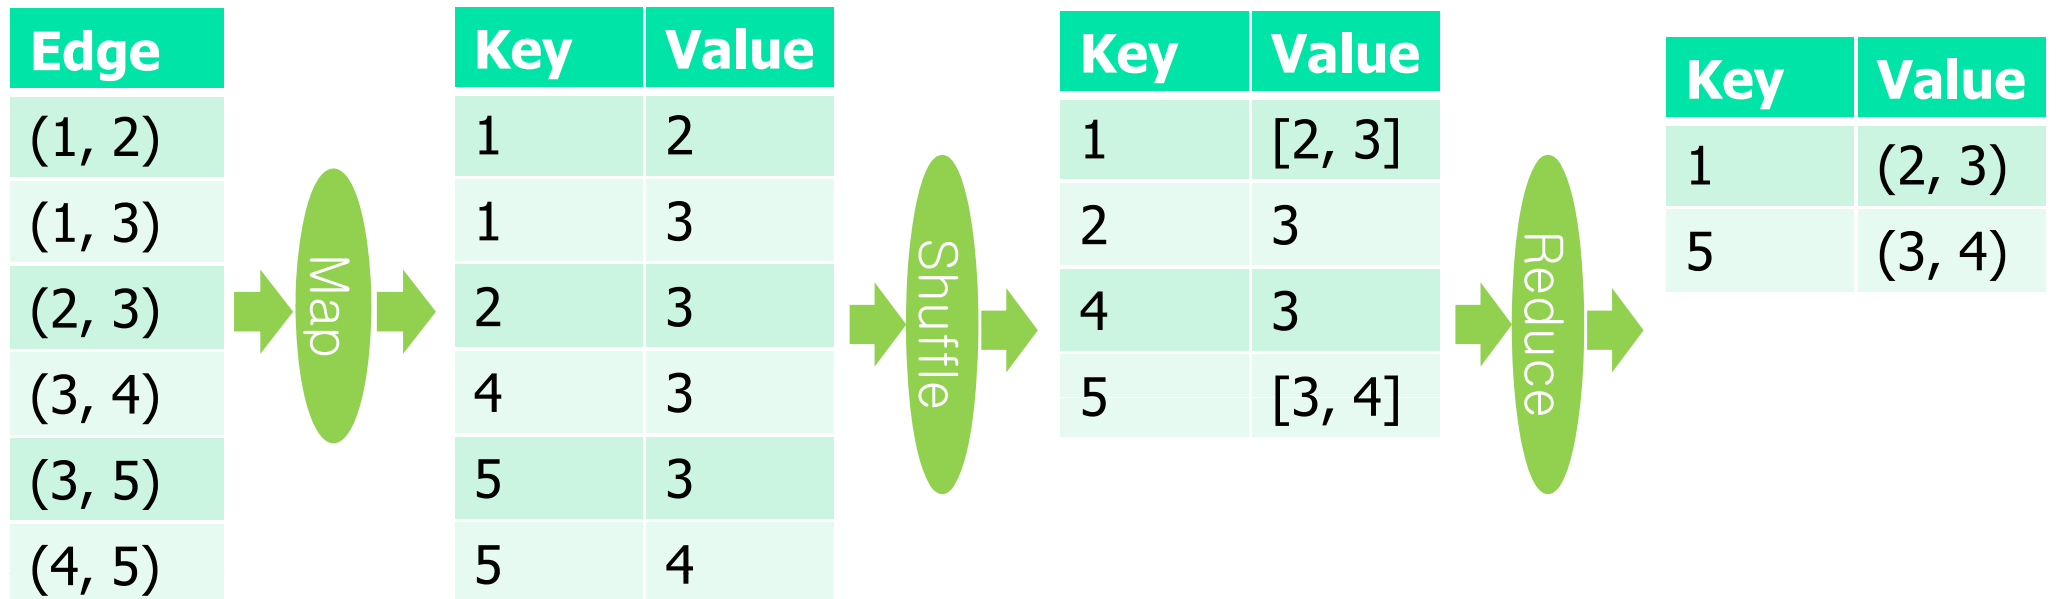 Edge
(1, 2)
(1, 3)
(2, 3)
(3, 4)
(3, 5)
(4, 5)
Map
Key Value
1 2
1 3
2 3
4 3
5 3
5 4
Shuffle
Key Value
1 [2, 3]
2 3
4 3
5 [3, 4]
Reduce
Key Value
1 (2, 3)
5 (3, 4)